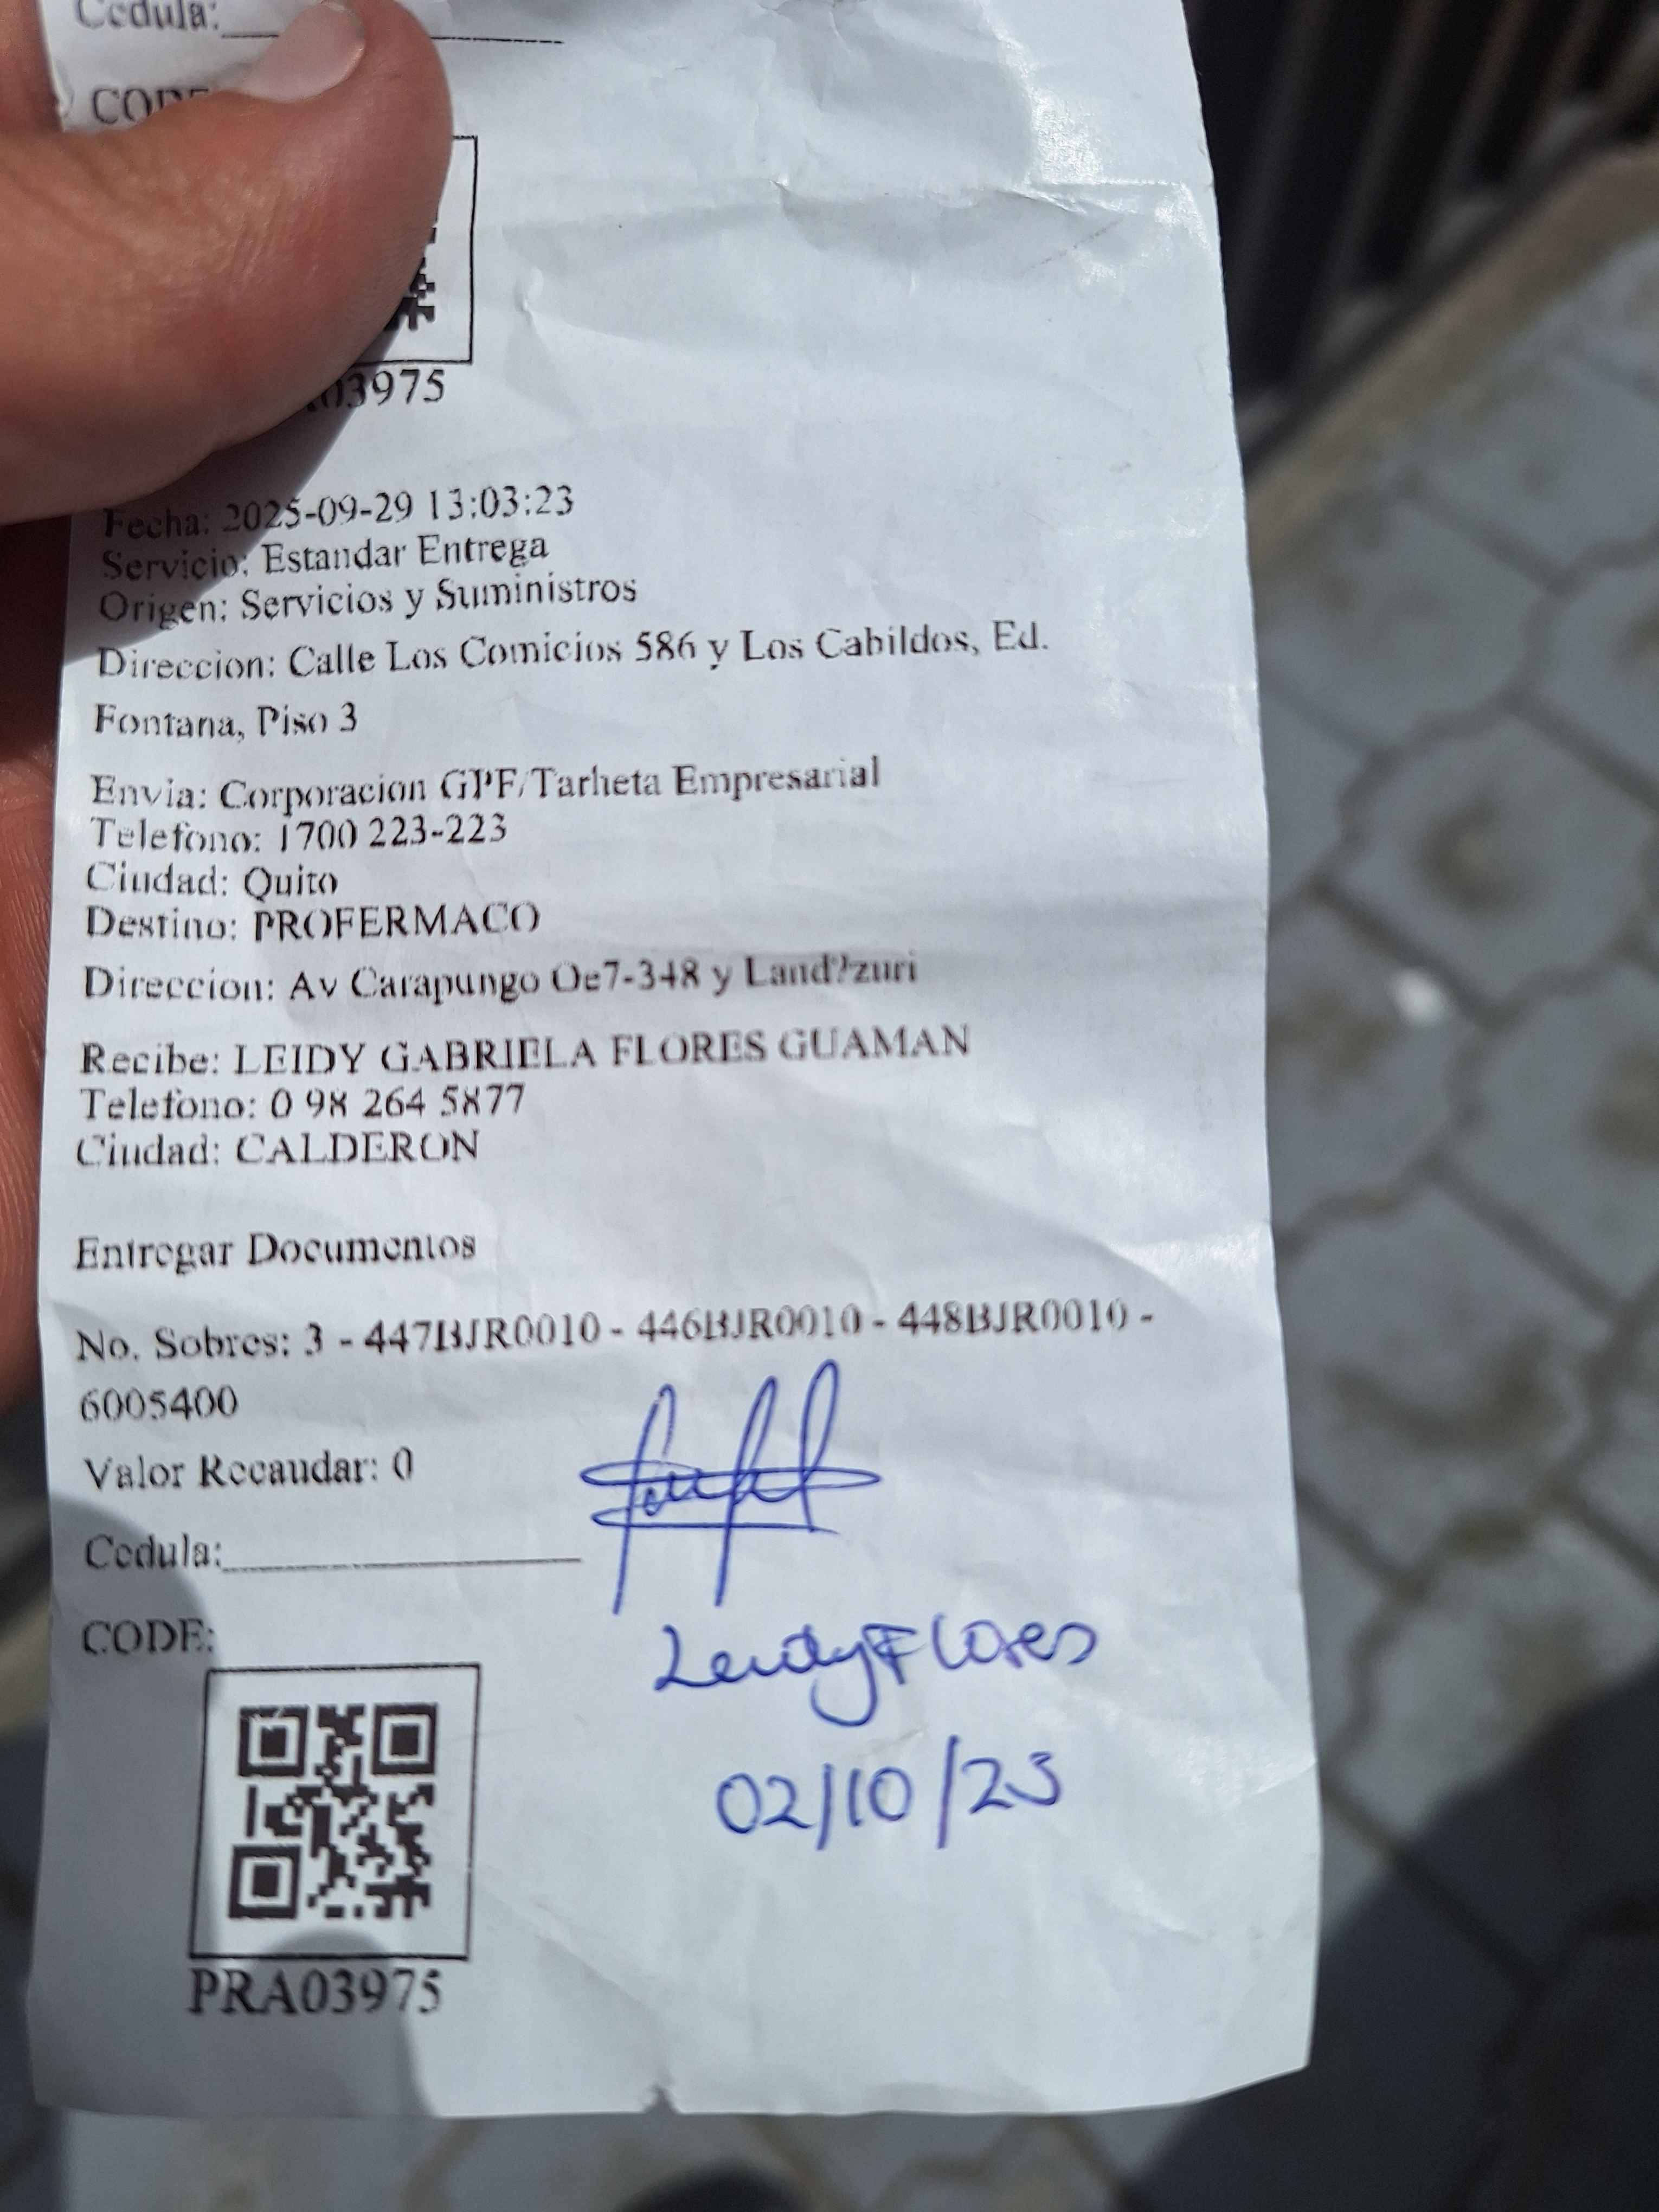 Cedula:
03975
Fecha: 2025-09-29 13:03:23
Servicio: Estandar Entrega
Origen: Servicios y Suministros
Direccion: Calle Los Comicios 586 y Los Cabildos, Ed.
Fontana, Piso 3
Envia: Corporacion GPF/Tarheta Empresarial
Telefono: 1700 223-223
Ciudad: Quito
Destino: PROFERMACO
Direccion: Av Carapungo Oe7-348 y Land?zuri
Recibe: LEIDY GABRIELA FLORES GUAMAN
Telefono: 0 98 264 5877
Ciudad: CALDERON
Entregar Documentos
No. Sobres: 3 - 447BJR0010 - 446BJR0010 - 448BJR0010 -
6005400
Valor Recaudar: 0
Cedula:
CODE:
Leidy Flores
02/10/25
PRA03975